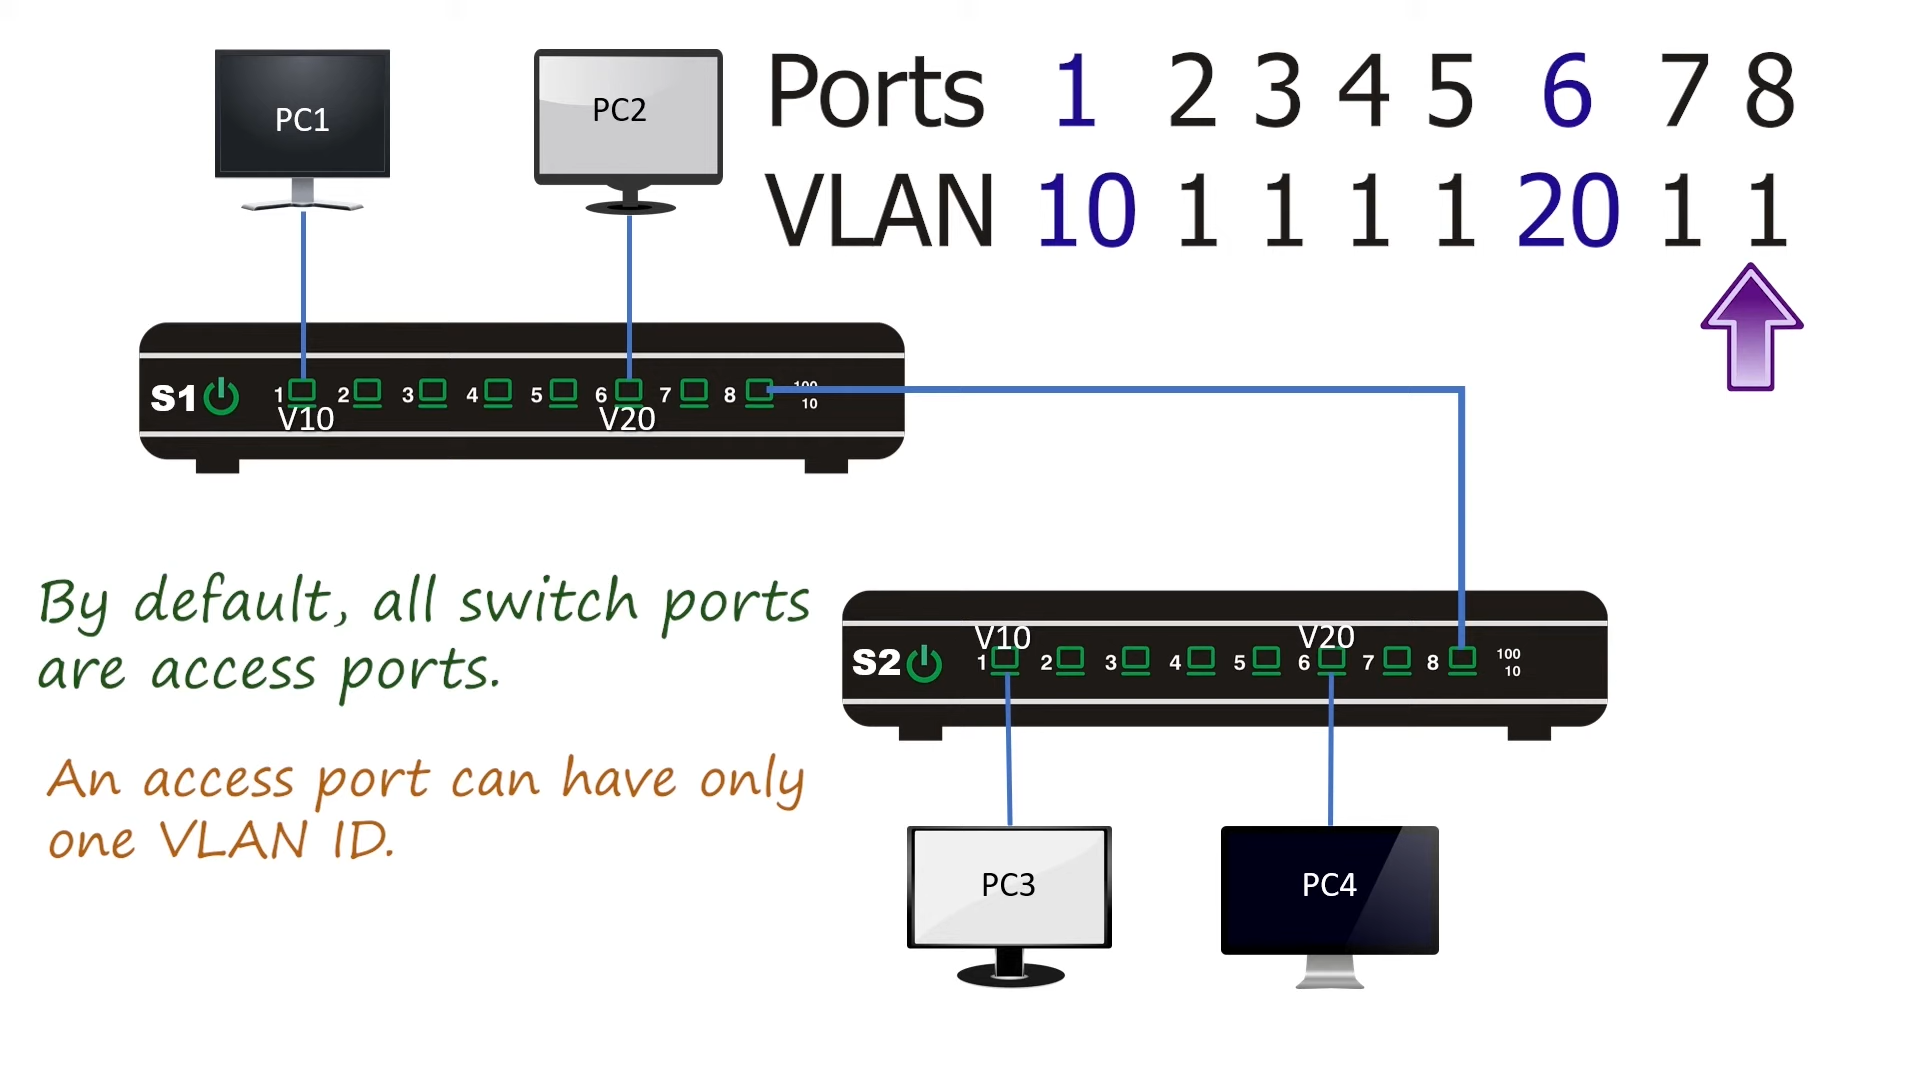 PC1
PC2
Ports 1 2 3 4 5 6 7 8
VLAN 10 1 1 1 1 20 1 1
S1 1 2 3 4 5 6 7 8 100
10
V10 V20
By default, all switch ports
are access ports.
An access port can have only
one VLAN ID.
V10 V20
S2 1 2 3 4 5 6 7 8 100
10
PC3
PC4